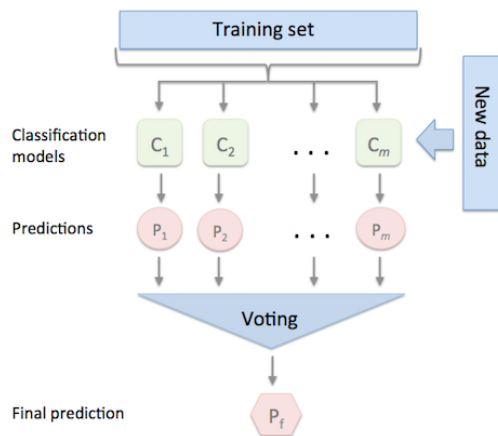 Training set
New data
Classification
models
C1
C2
. . .
Cm
Predictions
P1
P2
. . .
Pm
Voting
Final prediction
Pf